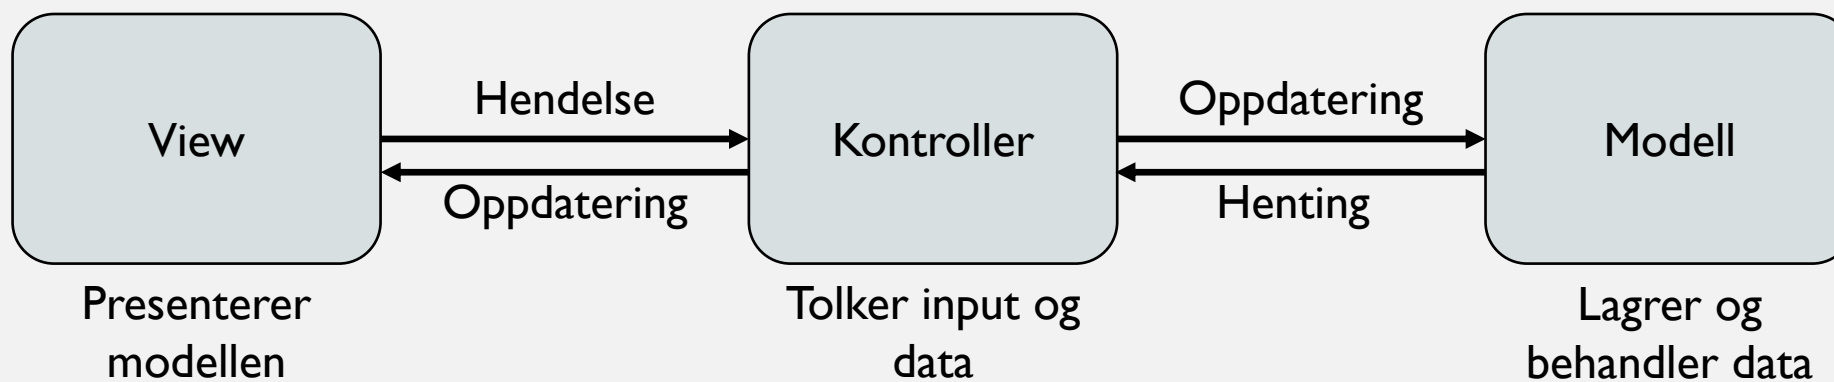 View
Hendelse
Oppdatering
Kontroller
Oppdatering
Henting
Modell
Presenterer
modellen
Tolker input og
data
Lagrer og
behandler data